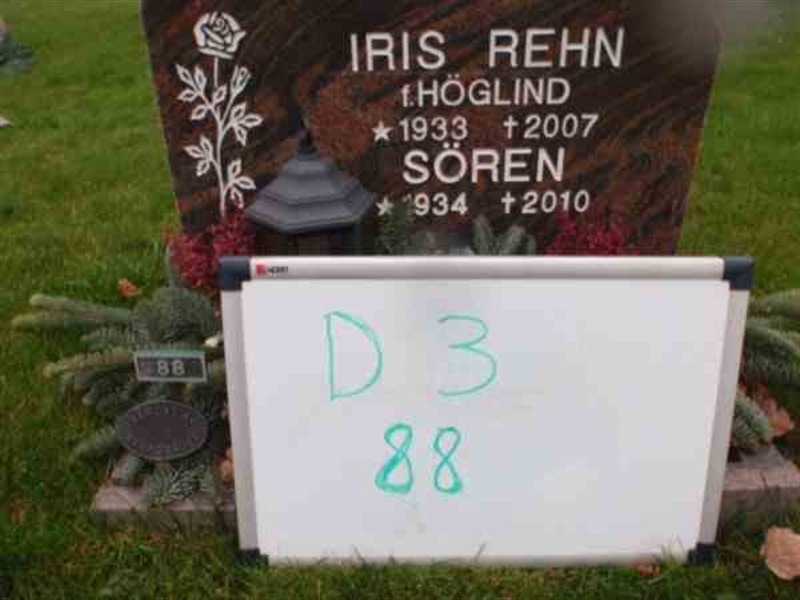 IRIS REHN
f.HÖGLIND
★1933 †2007
SÖREN
★1934 †2010
D 3
88
88